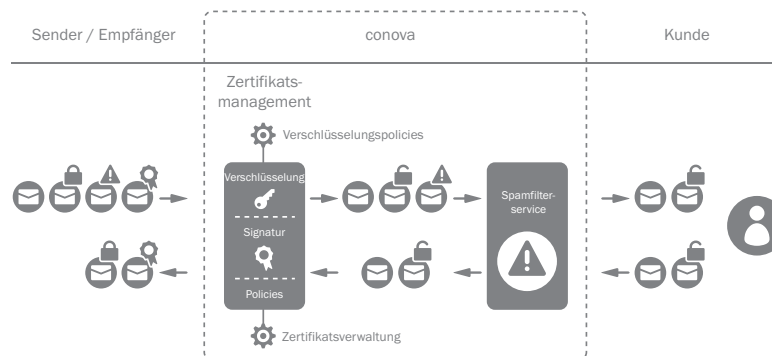 Sender / Empfänger
conova
Kunde
Zertifikats-
management
Verschlüsselungspolicies
Verschlüsselung
Signatur
Policies
Spamfilter-
service
Zertifikatsverwaltung